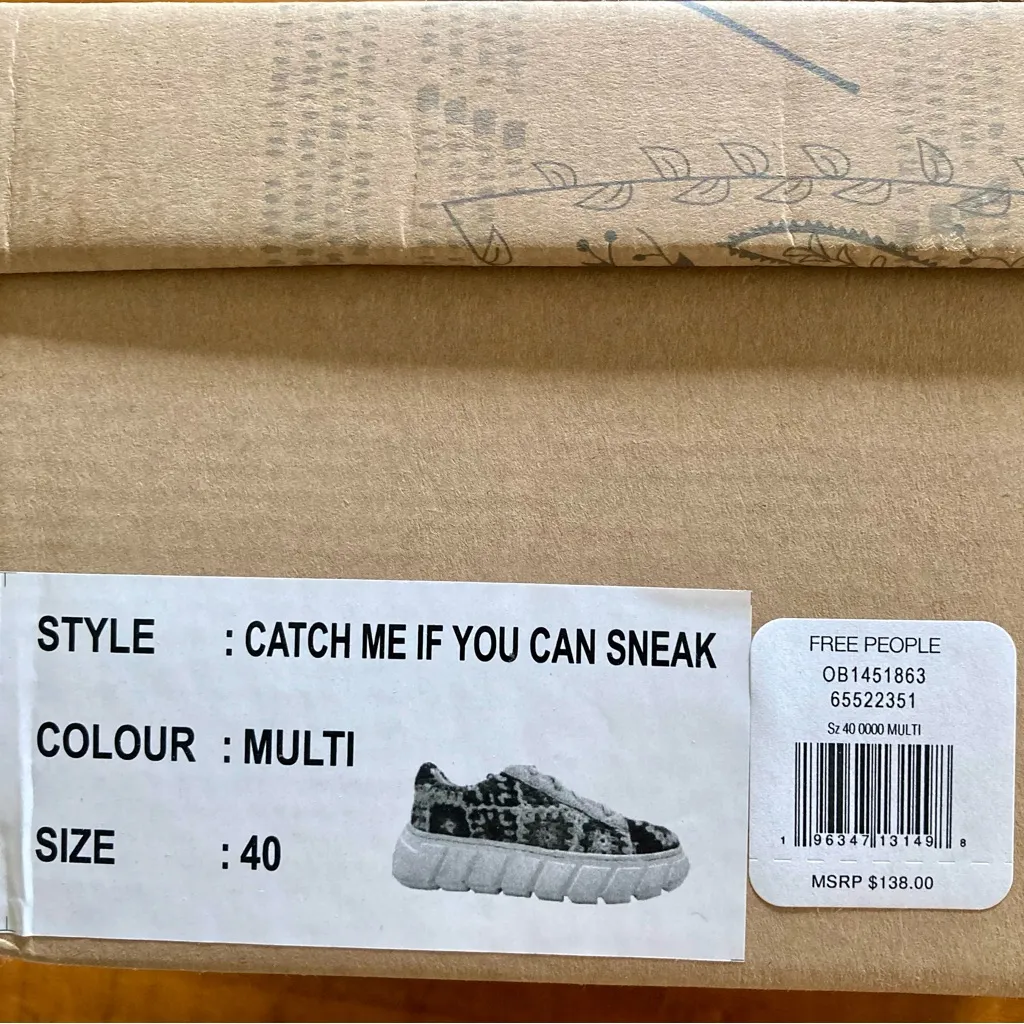 STYLE : CATCH ME IF YOU CAN SNEAK
COLOUR : MULTI
SIZE : 40
FREE PEOPLE
OB1451863
65522351
Sz 40 0000 MULTI
1 96347 13149 8
MSRP $138.00